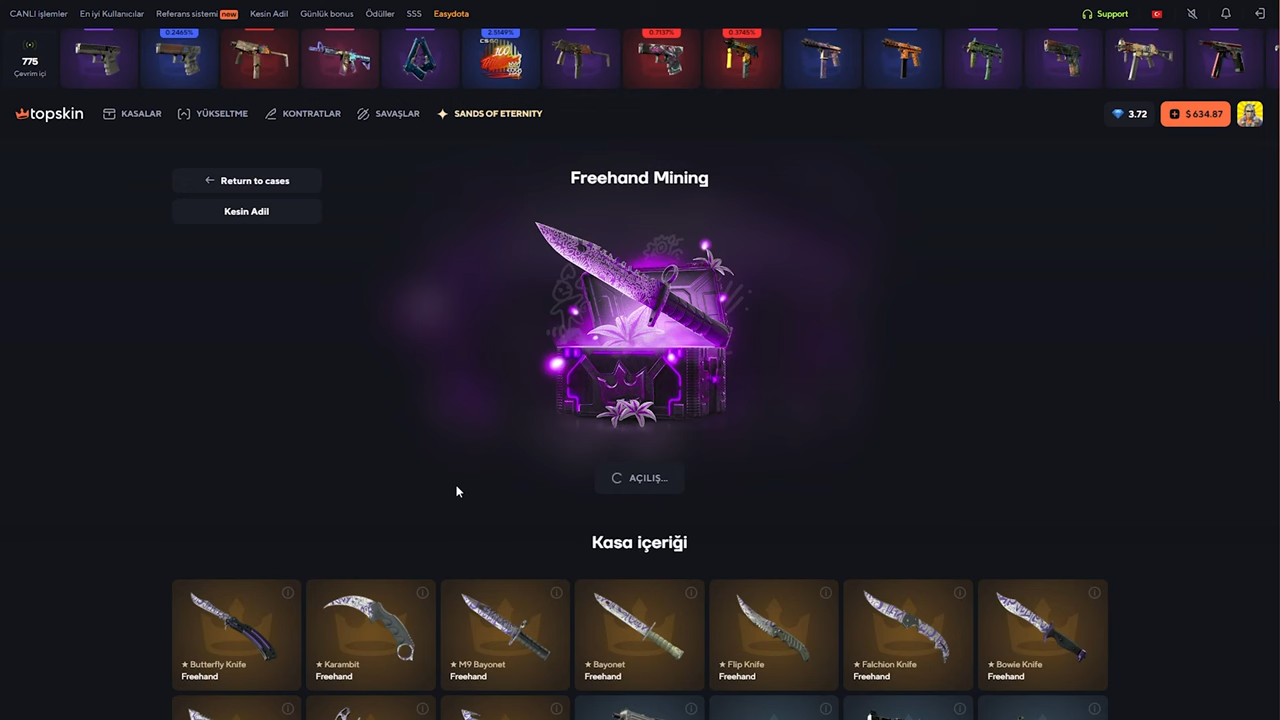 CANLI işlemler En iyi Kullanıcılar Referans sistemi new Kesin Adil Günlük bonus Ödüller SSS Easydota Support
0.2465% 2.5149% 0.7137% 0.3745%
775
Çevrim içi
topskin KASALAR YÜKSELTME KONTRATLAR SAVAŞLAR SANDS OF ETERNITY 3.72 $ 634.87
← Return to cases
Kesin Adil
Freehand Mining
AÇILIŞ...
Kasa içeriği
★ Butterfly Knife
Freehand
★ Karambit
Freehand
★ M9 Bayonet
Freehand
★ Bayonet
Freehand
★ Flip Knife
Freehand
★ Falchion Knife
Freehand
★ Bowie Knife
Freehand